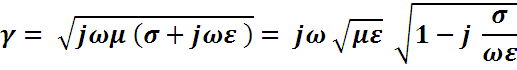 γ = √(jωμ (σ + jωε )) = jω √(με) √(1 − j σ/(ωε))